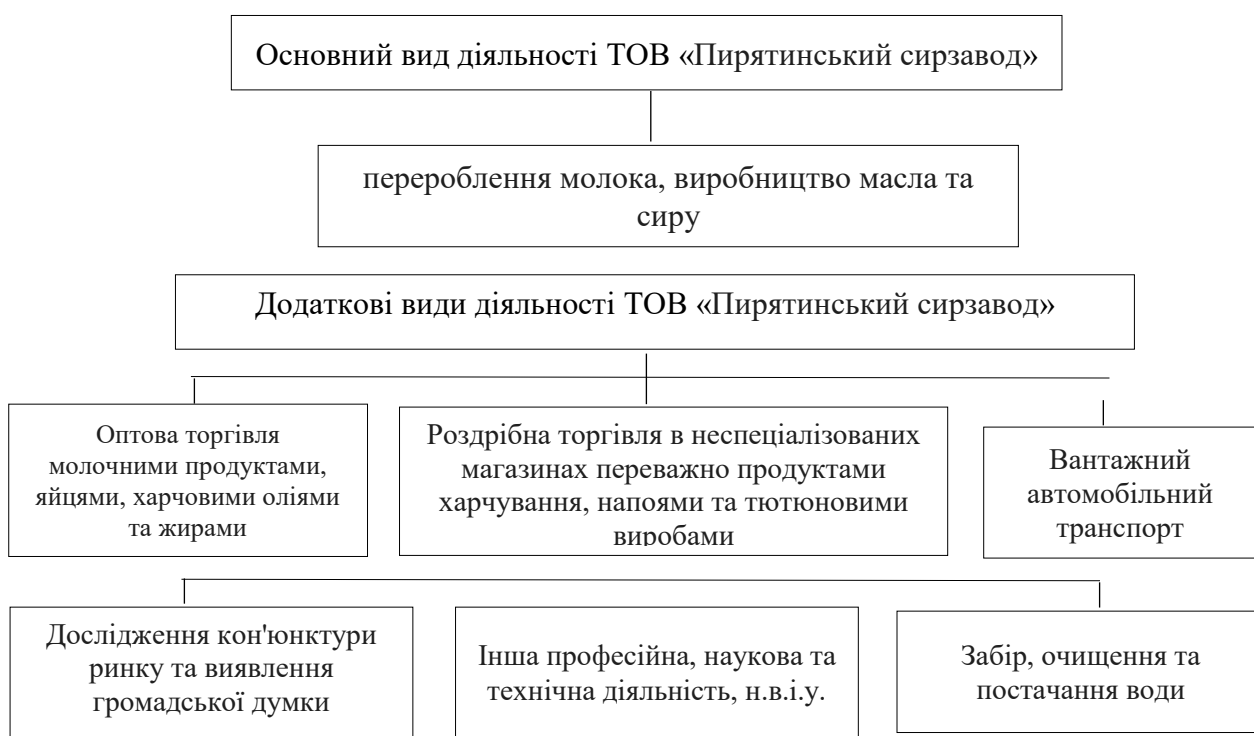 Основний вид діяльності ТОВ «Пирятинський сирзавод»
перероблення молока, виробництво масла та
сиру
Додаткові види діяльності ТОВ «Пирятинський сирзавод»
Оптова торгівля
молочними продуктами,
яйцями, харчовими оліями
та жирами
Роздрібна торгівля в неспеціалізованих
магазинах переважно продуктами
харчування, напоями та тютюновими
виробами
Вантажний
автомобільний
транспорт
Дослідження кон'юнктури
ринку та виявлення
громадської думки
Інша професійна, наукова та
технічна діяльність, н.в.і.у.
Забір, очищення та
постачання води